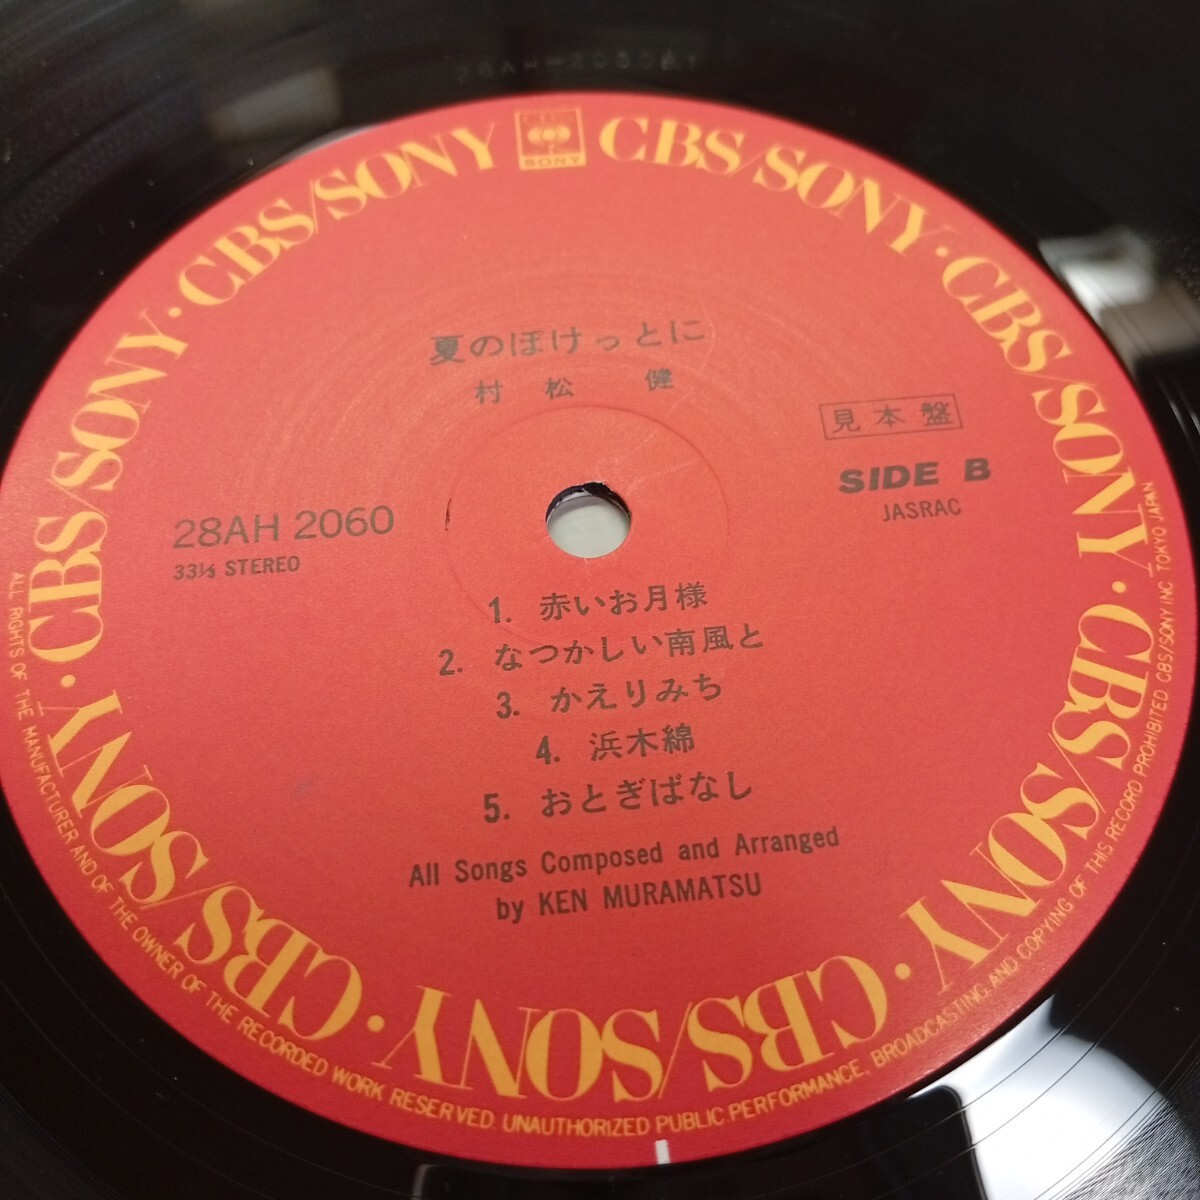 CBS/SONY · CBS/SONY · CBS/SONY · CBS/SONY · CBS/SONY · CBS/SONY · CBS/SONY · CBS/SONY
SONY
夏のぽけっとに
村松 健
見本盤
SIDE B
JASRAC
28AH 2060
33⅓ STEREO
1. 赤いお月様
2. なつかしい南風と
3. かえりみち
4. 浜木綿
5. おとぎばなし
All Songs Composed and Arranged
by KEN MURAMATSU
ALL RIGHTS OF THE MANUFACTURER AND OF THE OWNER OF THE RECORDED WORK RESERVED. UNAUTHORIZED PUBLIC PERFORMANCE, BROADCASTING AND COPYING OF THIS RECORD PROHIBITED. CBS/SONY INC. TOKYO JAPAN